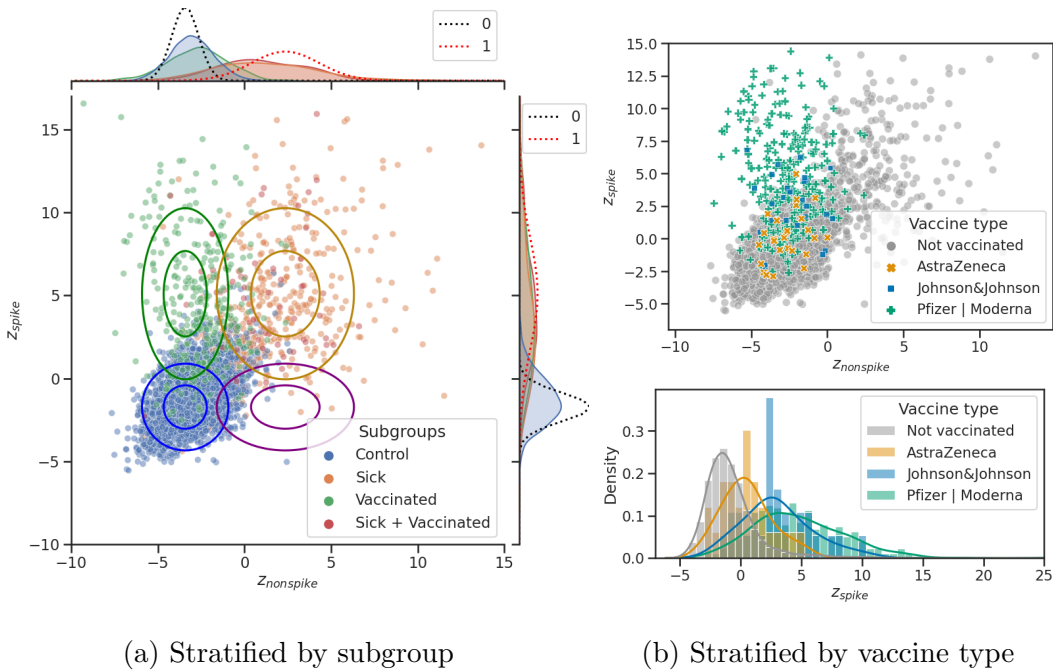 0
1
0
1
15
10
5
0
−5
−10
z_spike
−10
−5
0
5
10
15
z_nonspike
Subgroups
Control
Sick
Vaccinated
Sick + Vaccinated
15.0
12.5
10.0
7.5
5.0
2.5
0.0
−2.5
−5.0
z_spike
−10
−5
0
5
10
z_nonspike
Vaccine type
Not vaccinated
AstraZeneca
Johnson&Johnson
Pfizer | Moderna
0.3
0.2
0.1
0.0
Density
−5
0
5
10
15
20
25
z_spike
Vaccine type
Not vaccinated
AstraZeneca
Johnson&Johnson
Pfizer | Moderna
(a) Stratified by subgroup
(b) Stratified by vaccine type